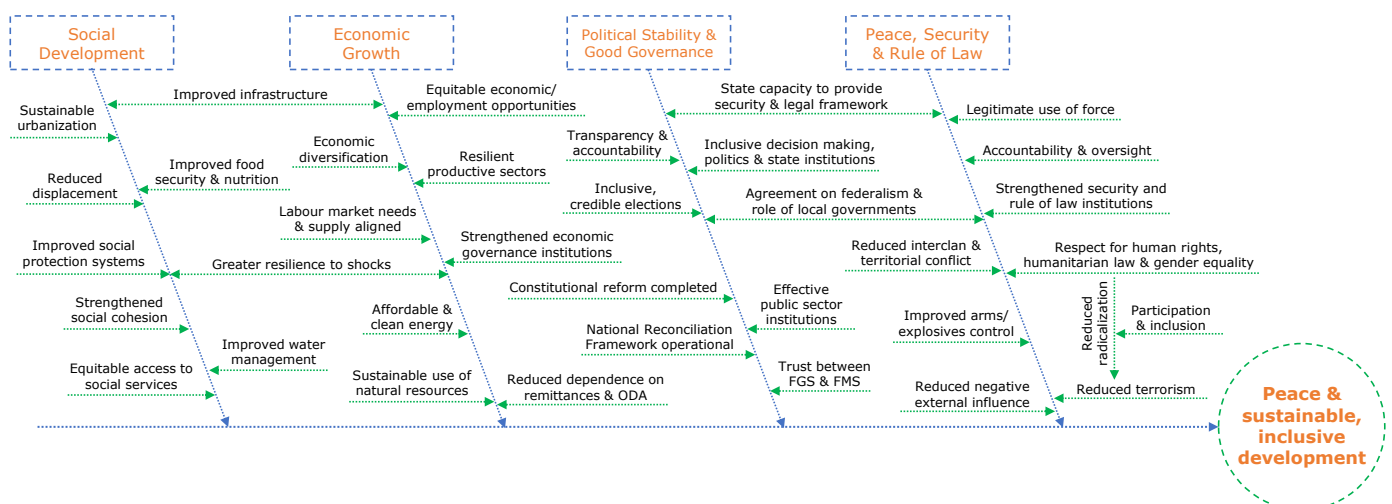 Social
Development
Economic
Growth
Political Stability &
Good Governance
Peace, Security
& Rule of Law
Improved infrastructure
Sustainable
urbanization
Improved food
security & nutrition
Reduced
displacement
Improved social
protection systems
Greater resilience to shocks
Strengthened
social cohesion
Improved water
management
Equitable access to
social services
Equitable economic/
employment opportunities
Economic
diversification
Resilient
productive sectors
Labour market needs
& supply aligned
Strengthened economic
governance institutions
Affordable &
clean energy
Sustainable use of
natural resources
Reduced dependence on
remittances & ODA
State capacity to provide
security & legal framework
Transparency &
accountability
Inclusive decision making,
politics & state institutions
Inclusive,
credible elections
Agreement on federalism &
role of local governments
Constitutional reform completed
Effective
public sector
institutions
National Reconciliation
Framework operational
Trust between
FGS & FMS
Legitimate use of force
Accountability & oversight
Strengthened security and
rule of law institutions
Reduced interclan &
territorial conflict
Respect for human rights,
humanitarian law & gender equality
Improved arms/
explosives control
Reduced
radicalization
Participation
& inclusion
Reduced negative
external influence
Reduced terrorism
Peace &
sustainable,
inclusive
development